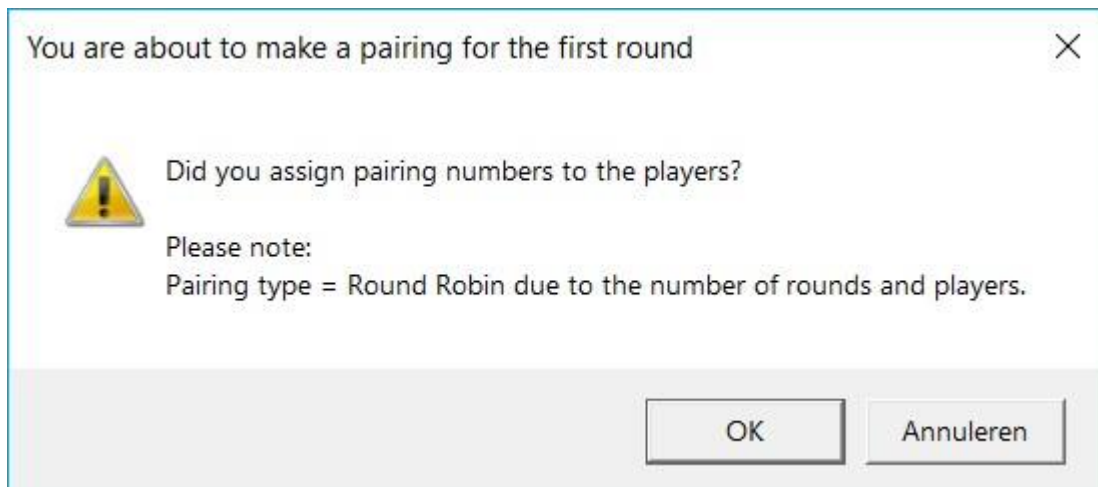 You are about to make a pairing for the first round
Did you assign pairing numbers to the players?
Please note:
Pairing type = Round Robin due to the number of rounds and players.
OK
Annuleren